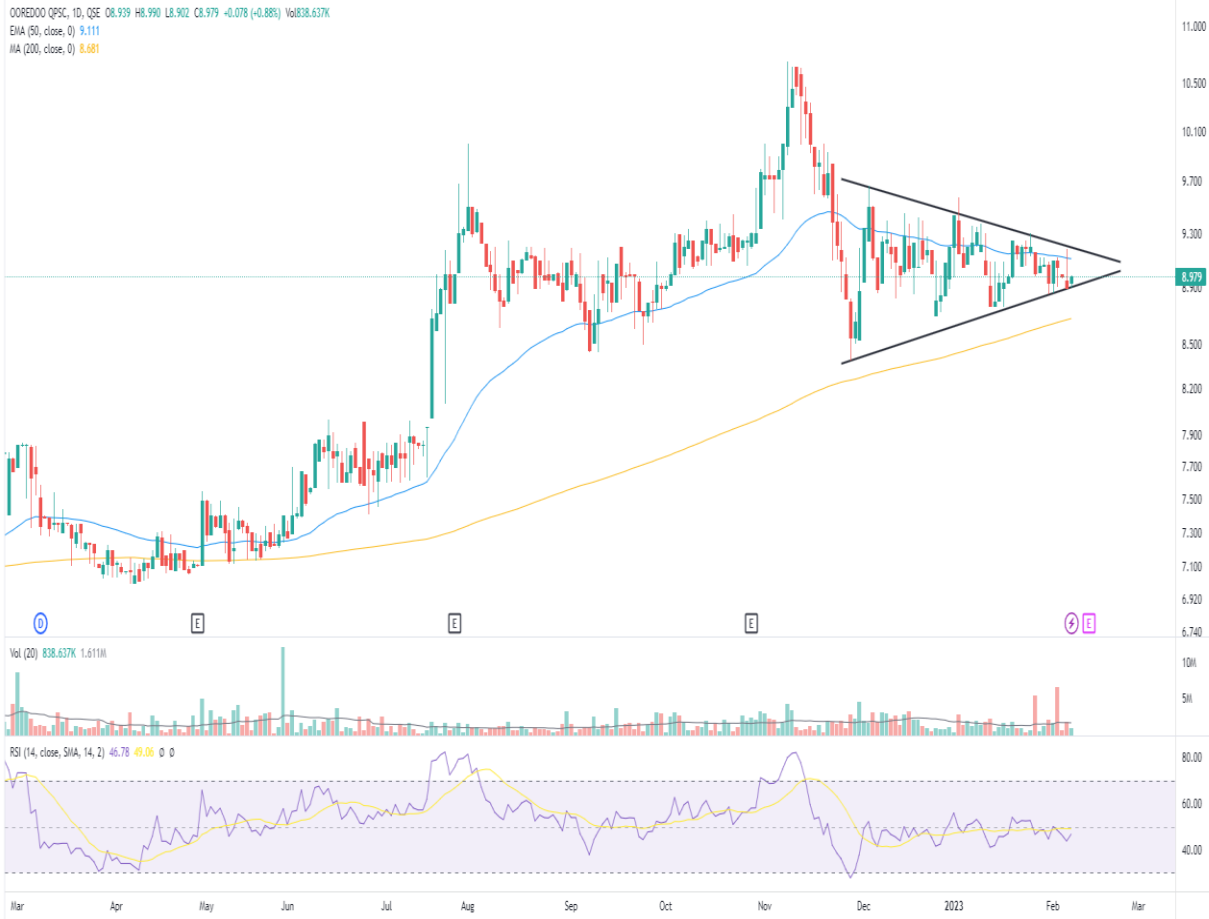 OOREDOO QPSC, 1D, QSE O8.939 H8.990 L8.902 C8.979 +0.078 (+0.88%) Vol838.637K
EMA (50, close, 0) 9.111
MA (200, close, 0) 8.681
11.000
10.500
10.100
9.700
9.300
8.979
8.900
8.500
8.200
7.900
7.700
7.500
7.300
7.100
6.920
6.740
D
E
E
E
E
Vol (20) 838.637K 1.611M
10M
5M
RSI (14, close, SMA, 14, 2) 46.78 49.06 Ø Ø
80.00
60.00
40.00
Mar Apr May Jun Jul Aug Sep Oct Nov Dec 2023 Feb Mar